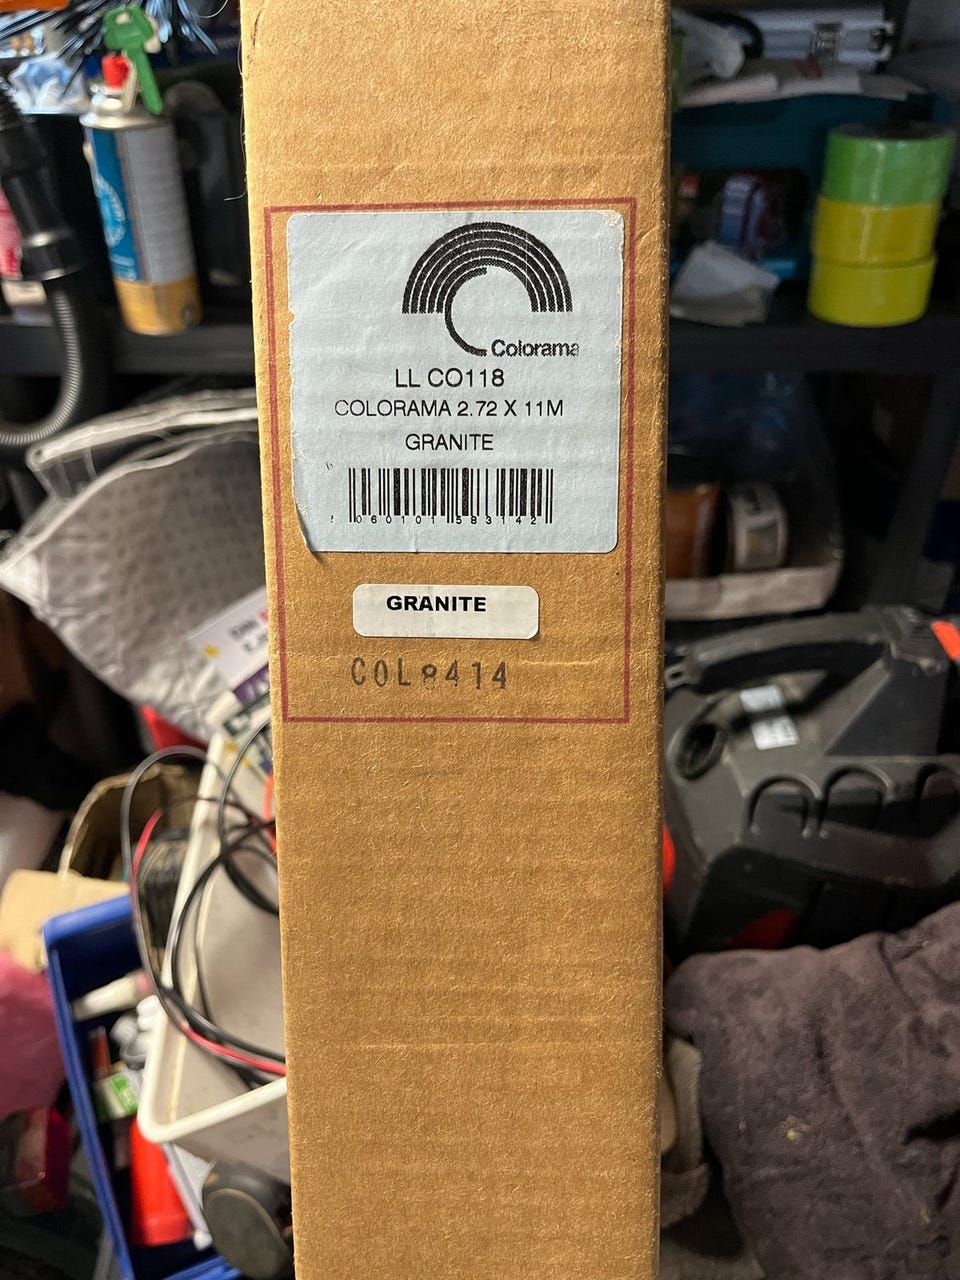 Colorama
LL CO118
COLORAMA 2.72 X 11M
GRANITE
060101 583142
GRANITE
COL8414